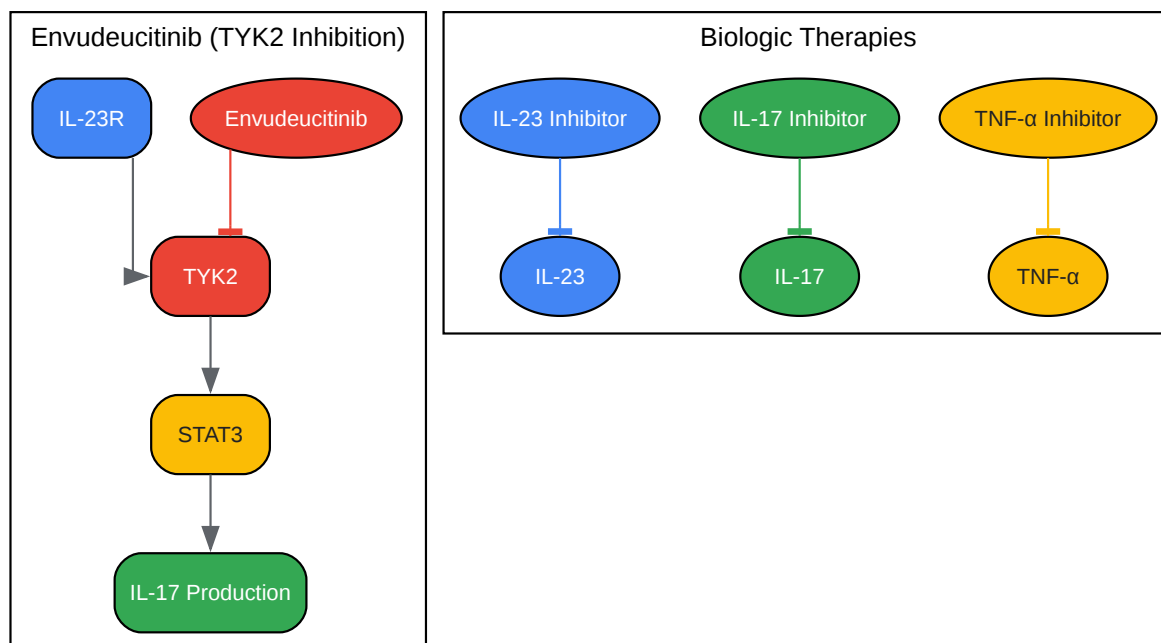 Envudeucitinib (TYK2 Inhibition)
IL-23R
Envudeucitinib
TYK2
STAT3
IL-17 Production
Biologic Therapies
IL-23 Inhibitor
IL-17 Inhibitor
TNF-α Inhibitor
IL-23
IL-17
TNF-α